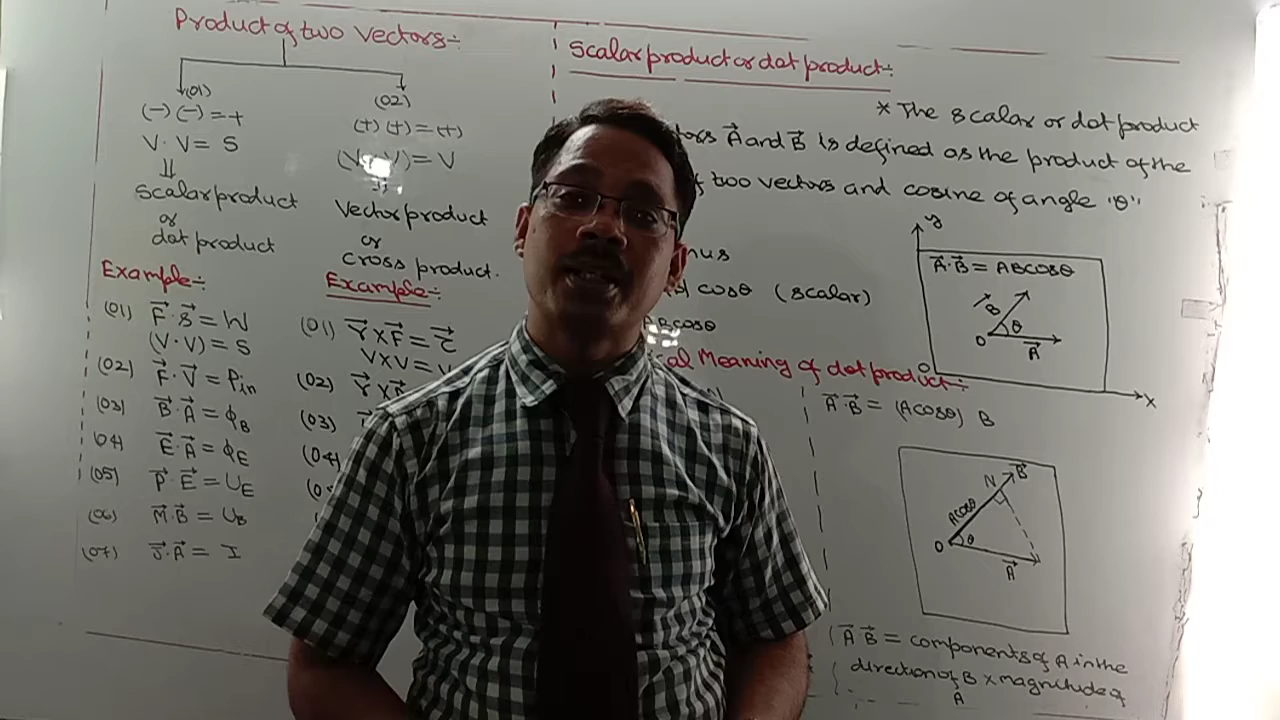 Product of two Vectors:-
(01)
(-) (-) = +
V. V = S
⇓
Scalar product
or
dot product
Example:-
(01) F⃗. S⃗ = W
(V. V) = S
(02) F⃗. V⃗ = Pin
(03) B⃗. A⃗ = ϕB
(04) E⃗. A⃗ = ϕE
(05) P⃗. E⃗ = UE
(06) M⃗. B⃗ = UB
(07) J⃗. A⃗ = I
(02)
(+) (+) = (+)
= V
Vector product
or
cross product.
Example:-
(01) r⃗ X F⃗ = τ⃗
V X V = V
(02) r⃗ X
(03)
(04)
Scalar product or dot product:-
* The scalar or dot product
A⃗ and B⃗ is defined as the product of the
two vectors and cosine of angle "θ"
cosθ (scalar)
ABcosθ
Meaning of dot product:-
y
A⃗. B⃗ = ABcosθ
B⃗
θ
O
A⃗
O
x
A⃗. B⃗ = (Acosθ) B
N B⃗
Acosθ
O θ
A⃗
A⃗ B⃗ = components of A in the
direction of B x magnitude of
A